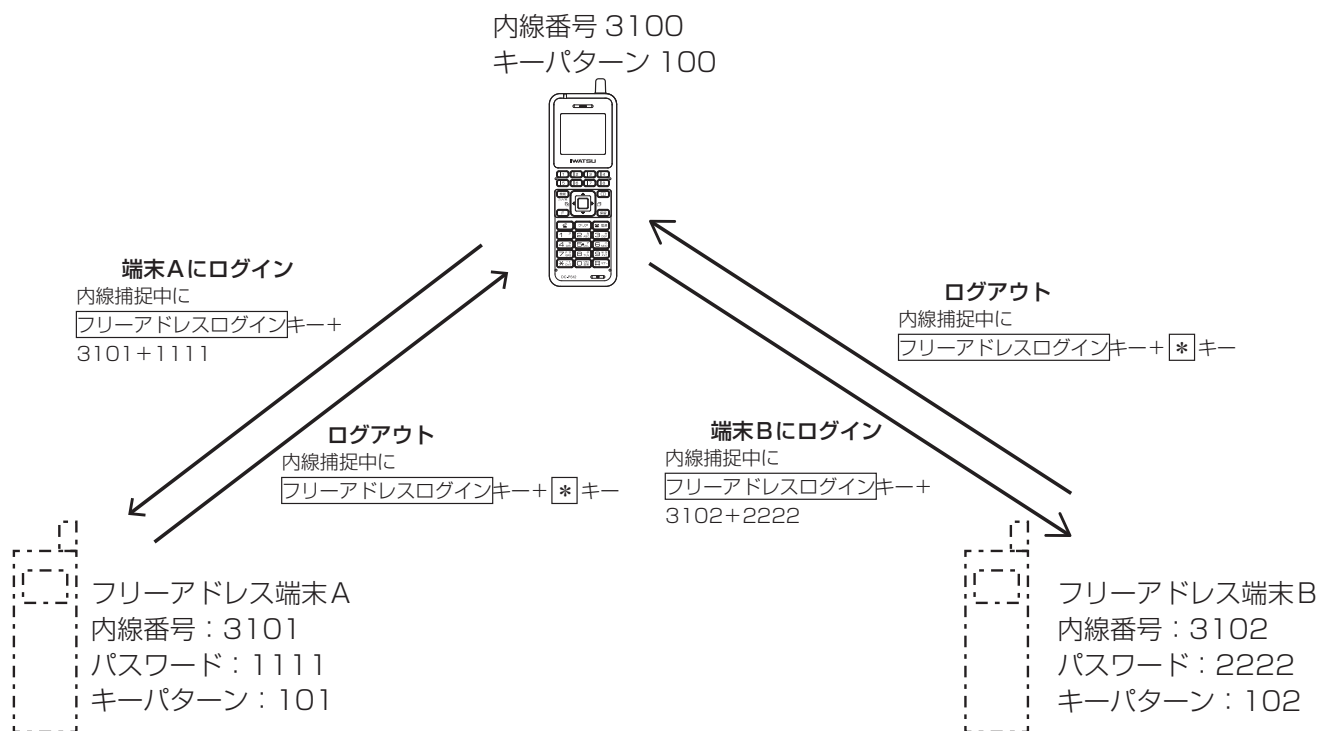 内線番号 3100
キーパターン 100
IWATSU
端末Aにログイン
内線捕捉中に
フリーアドレスログインキー＋
3101＋1111
ログアウト
内線捕捉中に
フリーアドレスログインキー＋＊キー
ログアウト
内線捕捉中に
フリーアドレスログインキー＋＊キー
端末Bにログイン
内線捕捉中に
フリーアドレスログインキー＋
3102＋2222
フリーアドレス端末A
内線番号：3101
パスワード：1111
キーパターン：101
フリーアドレス端末B
内線番号：3102
パスワード：2222
キーパターン：102